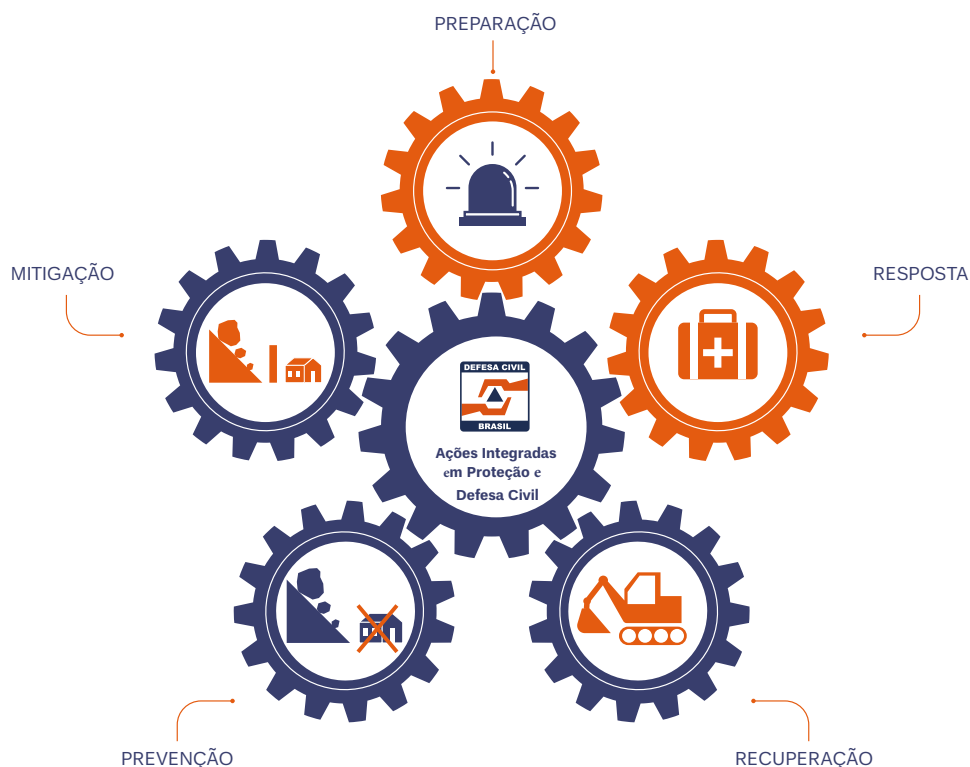 PREPARAÇÃO
MITIGAÇÃO
RESPOSTA
DEFESA CIVIL
BRASIL
Ações Integradas
em Proteção e
Defesa Civil
PREVENÇÃO
RECUPERAÇÃO